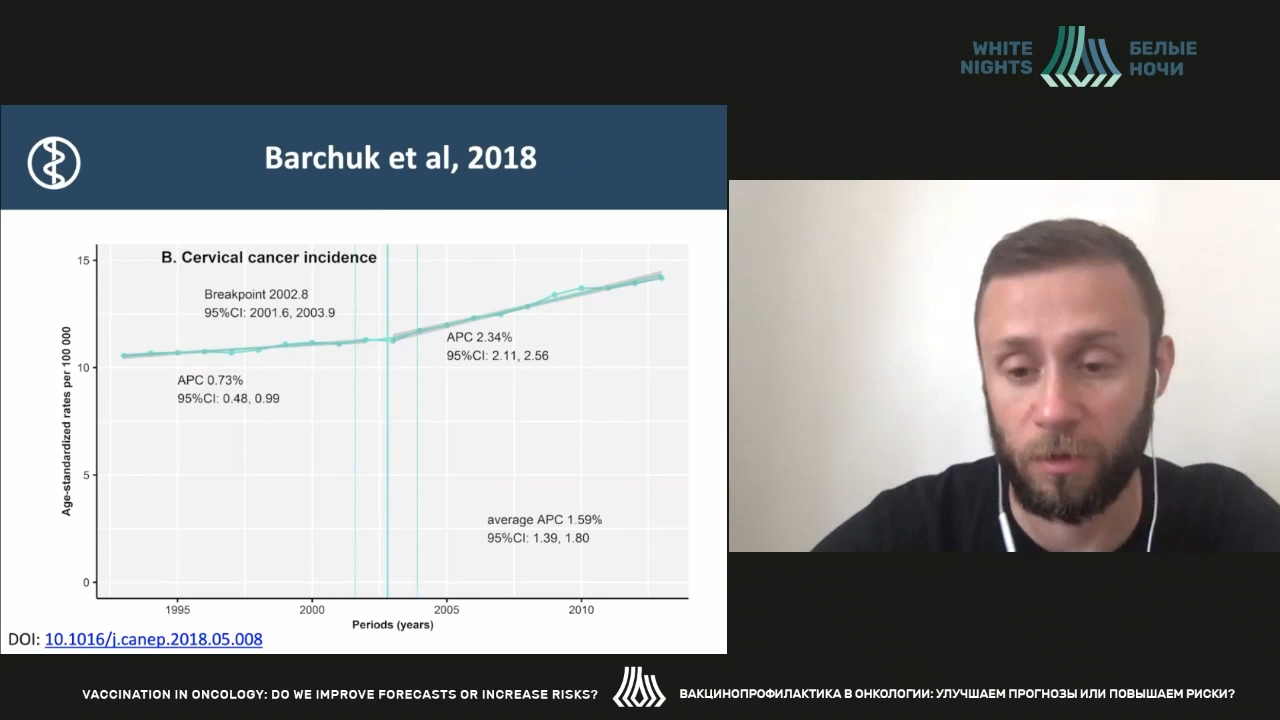 WHITE
NIGHTS
БЕЛЫЕ
НОЧИ
Barchuk et al, 2018
B. Cervical cancer incidence
Breakpoint 2002.8
95%CI: 2001.6, 2003.9
APC 2.34%
95%CI: 2.11, 2.56
APC 0.73%
95%CI: 0.48, 0.99
average APC 1.59%
95%CI: 1.39, 1.80
Age-standardized rates per 100 000
15
10
5
0
1995
2000
2005
2010
Periods (years)
DOI: 10.1016/j.canep.2018.05.008
VACCINATION IN ONCOLOGY: DO WE IMPROVE FORECASTS OR INCREASE RISKS?
ВАКЦИНОПРОФИЛАКТИКА В ОНКОЛОГИИ: УЛУЧШАЕМ ПРОГНОЗЫ ИЛИ ПОВЫШАЕМ РИСКИ?